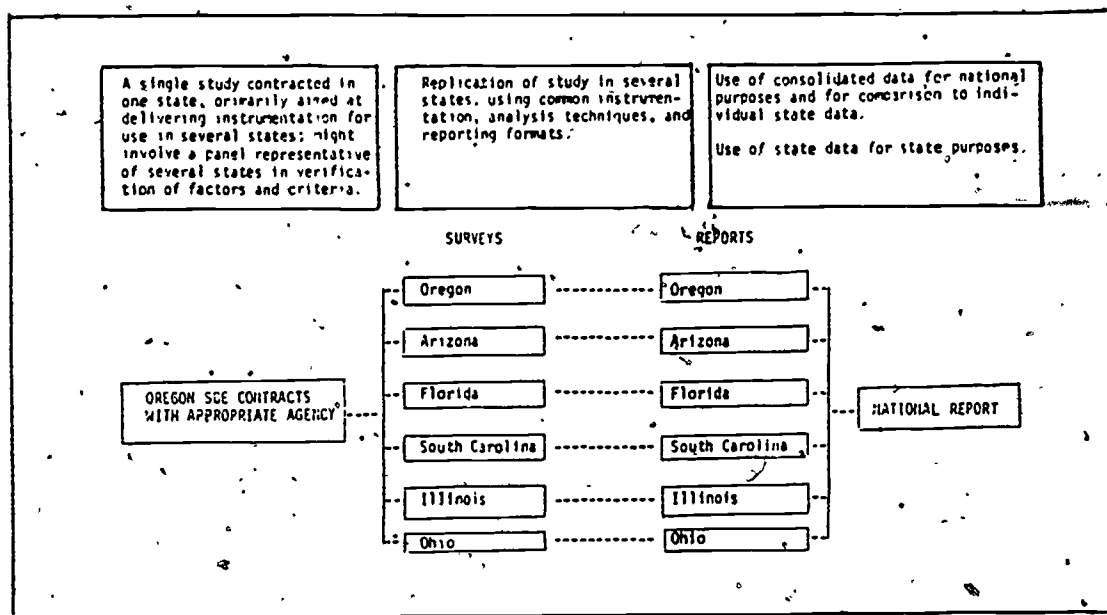 A single study contracted in
one state, primarily aimed at
delivering instrumentation for
use in several states; might
involve a panel representative
of several states in verifica-
tion of factors and criteria.
Replication of study in several
states, using common instrumen-
tation, analysis techniques, and
reporting formats.
Use of consolidated data for national
purposes and for comparison to indi-
vidual state data.
Use of state data for state purposes.
SURVEYS
REPORTS
Oregon
Oregon
Arizona
Arizona
OREGON SDE CONTRACTS
WITH APPROPRIATE AGENCY
Florida
Florida
NATIONAL REPORT
South Carolina
South Carolina
Illinois
Illinois
Ohio
Ohio